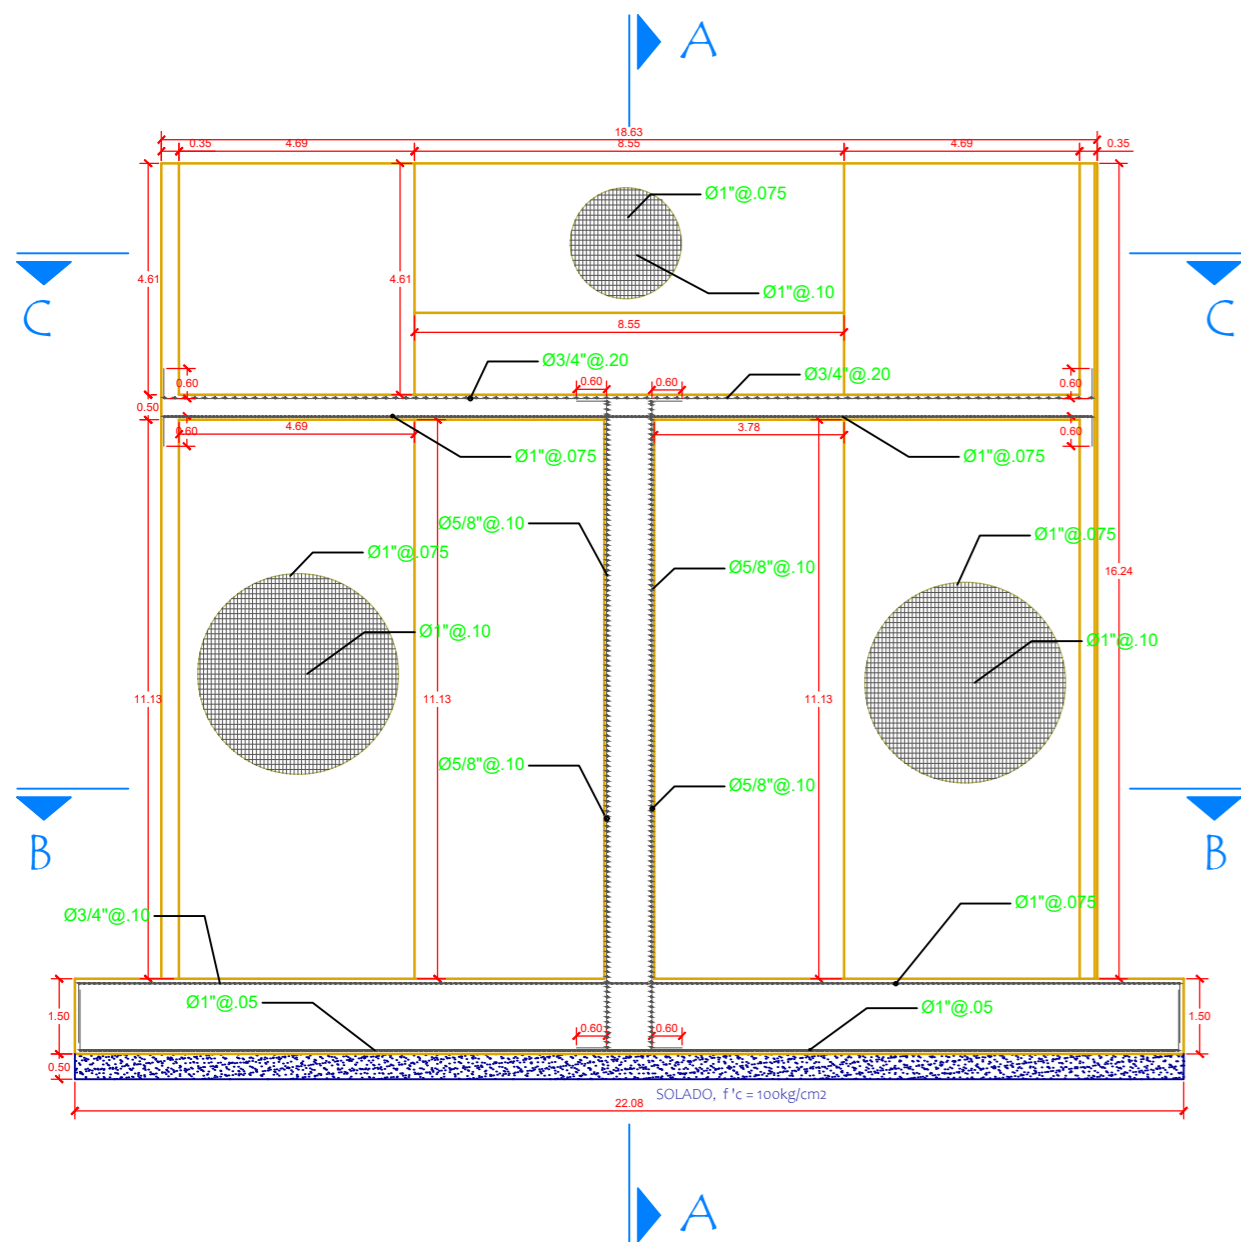 A
18.63
0.35 4.69 8.55 4.69 0.35
Ø1"@.075
4.61 4.61
Ø1"@.10
C C
8.55
Ø3/4"@.20
Ø3/4"@.20
0.60 0.60 0.60 0.60
0.50
0.60 4.69 3.78 0.60
Ø1"@.075 Ø1"@.075
Ø5/8"@.10
Ø1"@.075 Ø1"@.075
Ø5/8"@.10
16.24
Ø1"@.10 Ø1"@.10
11.13 11.13 11.13
Ø5/8"@.10
Ø5/8"@.10
B B
Ø3/4"@.10 Ø1"@.075
Ø1"@.05 Ø1"@.05
1.50 1.50
0.60 0.60
0.50
SOLADO, f 'c = 100kg/cm2
22.08
A